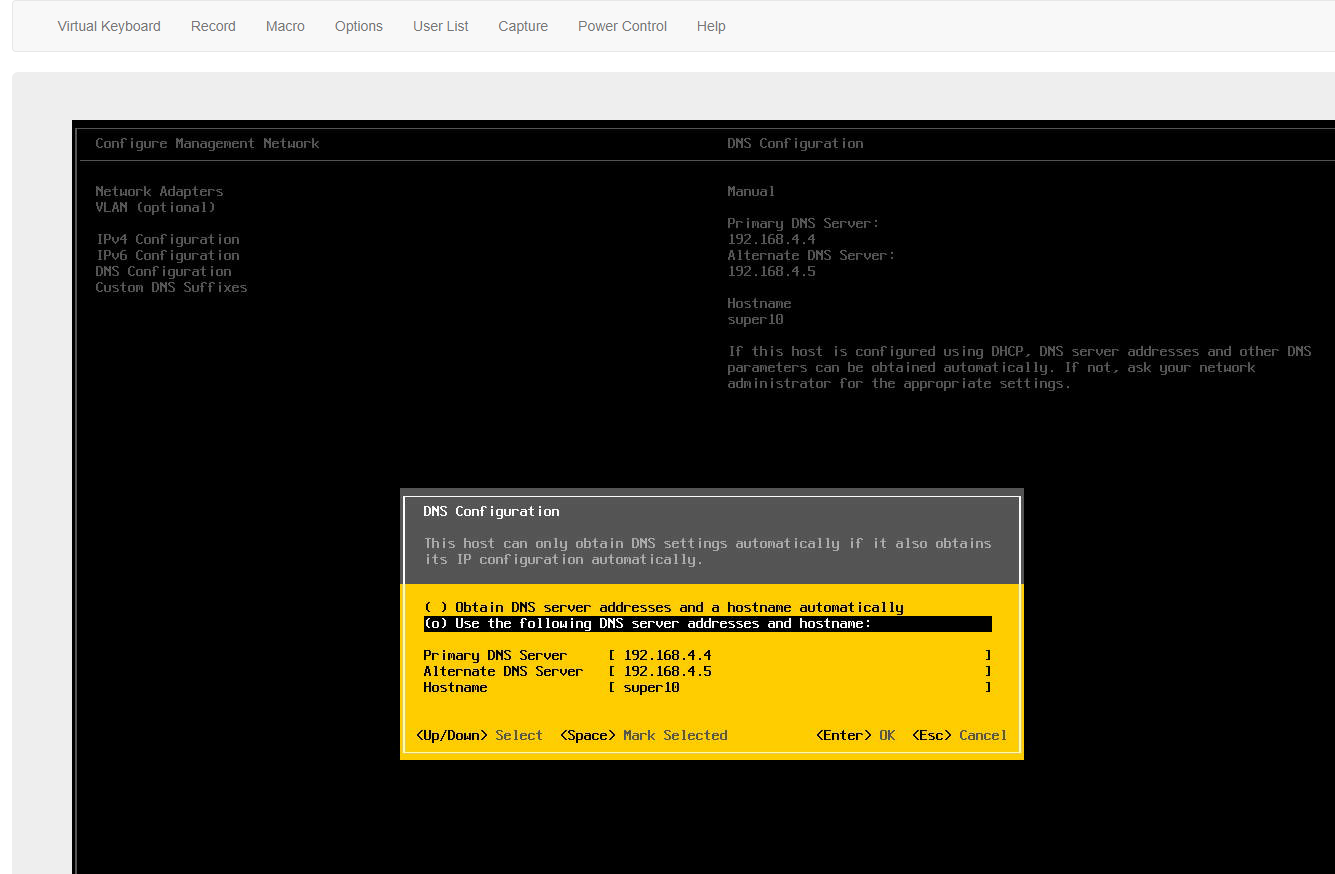 Virtual Keyboard Record Macro Options User List Capture Power Control Help
Configure Management Network
DNS Configuration
Network Adapters
VLAN (optional)
IPv4 Configuration
IPv6 Configuration
DNS Configuration
Custom DNS Suffixes
Manual
Primary DNS Server:
192.168.4.4
Alternate DNS Server:
192.168.4.5
Hostname
super10
If this host is configured using DHCP, DNS server addresses and other DNS
parameters can be obtained automatically. If not, ask your network
administrator for the appropriate settings.
DNS Configuration
This host can only obtain DNS settings automatically if it also obtains
its IP configuration automatically.
( ) Obtain DNS server addresses and a hostname automatically
(o) Use the following DNS server addresses and hostname:
Primary DNS Server [ 192.168.4.4 ]
Alternate DNS Server [ 192.168.4.5 ]
Hostname [ super10 ]
<Up/Down> Select <Space> Mark Selected <Enter> OK <Esc> Cancel